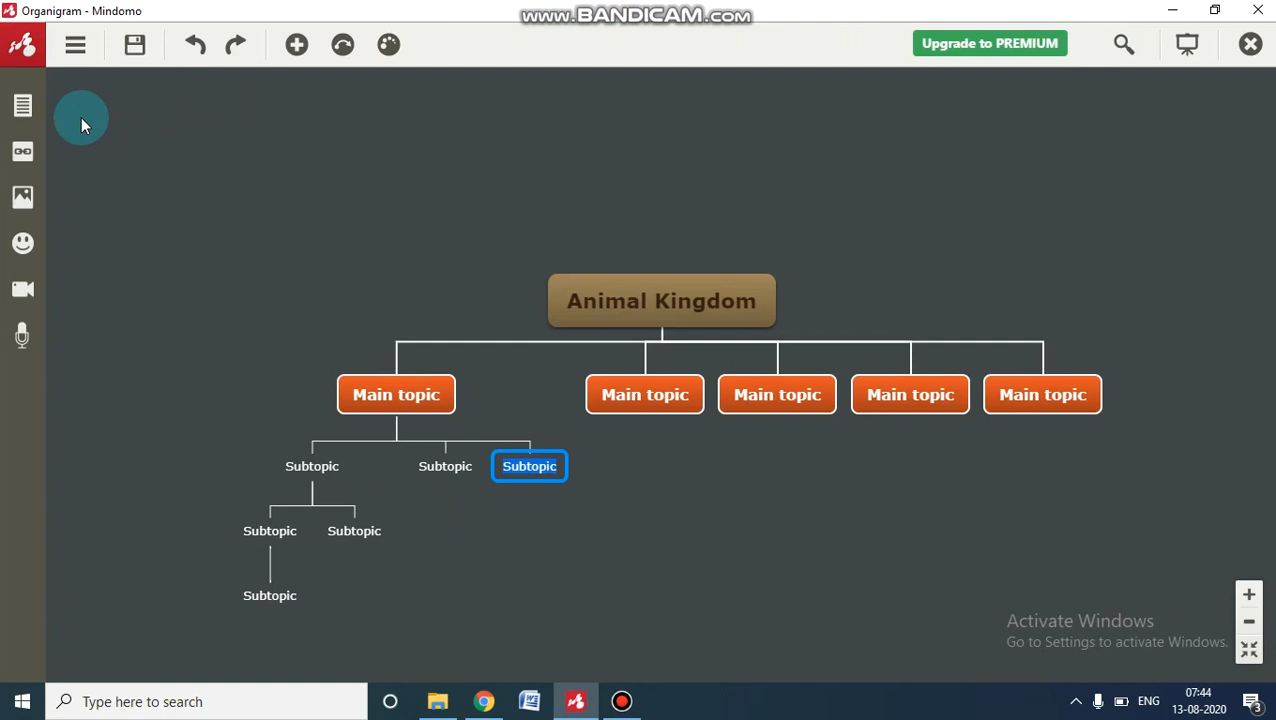 Organigram - Mindomo
www.BANDICAM.com
Upgrade to PREMIUM
Animal Kingdom
Main topic
Main topic
Main topic
Main topic
Main topic
Subtopic
Subtopic
Subtopic
Subtopic
Subtopic
Subtopic
Activate Windows
Go to Settings to activate Windows.
Type here to search
ENG
07:44
13-08-2020
3